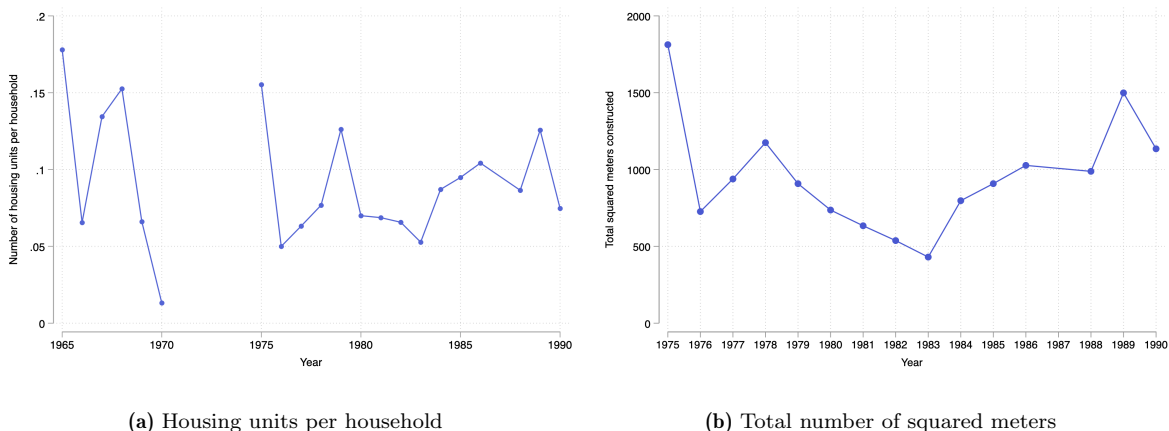 .2
.15
.1
.05
0
Number of housing units per household
1965 1970 1975 1980 1985 1990
Year
(a) Housing units per household
2000
1500
1000
500
0
Total squared meters constructed
1975 1976 1977 1978 1979 1980 1981 1982 1983 1984 1985 1986 1987 1988 1989 1990
Year
(b) Total number of squared meters